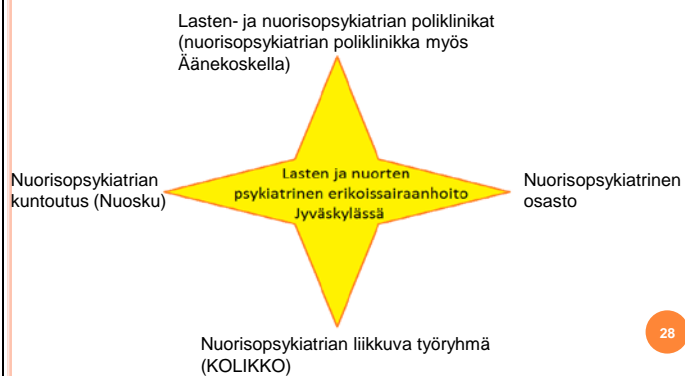 Lasten- ja nuorisopsykiatrian poliklinikat
(nuorisopsykiatrian poliklinikka myös
Äänekoskella)
Nuorisopsykiatrian
kuntoutus (Nuosku)
Lasten ja nuorten
psykiatrinen erikoissairaanhoito
Jyväskylässä
Nuorisopsykiatrinen
osasto
Nuorisopsykiatrian liikkuva työryhmä
(KOLIKKO)
28